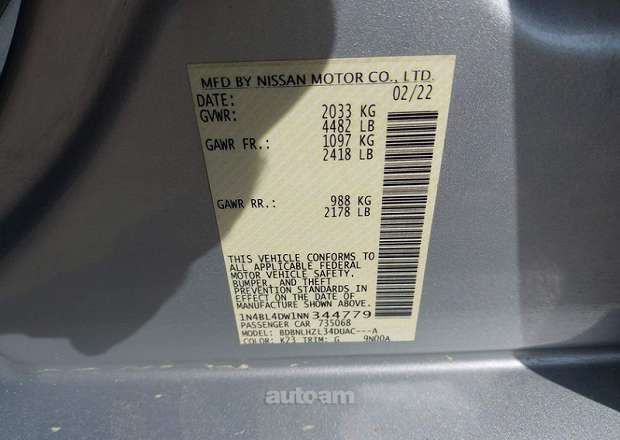 MFD BY NISSAN MOTOR CO., LTD.
DATE: 02/22
GVWR: 2033 KG
4482 LB
GAWR FR.: 1097 KG
2418 LB
GAWR RR.: 988 KG
2178 LB
THIS VEHICLE CONFORMS TO
ALL APPLICABLE FEDERAL
MOTOR VEHICLE SAFETY,
BUMPER, AND THEFT
PREVENTION STANDARDS IN
EFFECT ON THE DATE OF
MANUFACTURE SHOWN ABOVE.
1N4BL4DW1NN344779
PASSENGER CAR 735068
MODEL: BDBNLHZL34DUAC---A
COLOR: K23 TRIM: G 9N00A
autoam